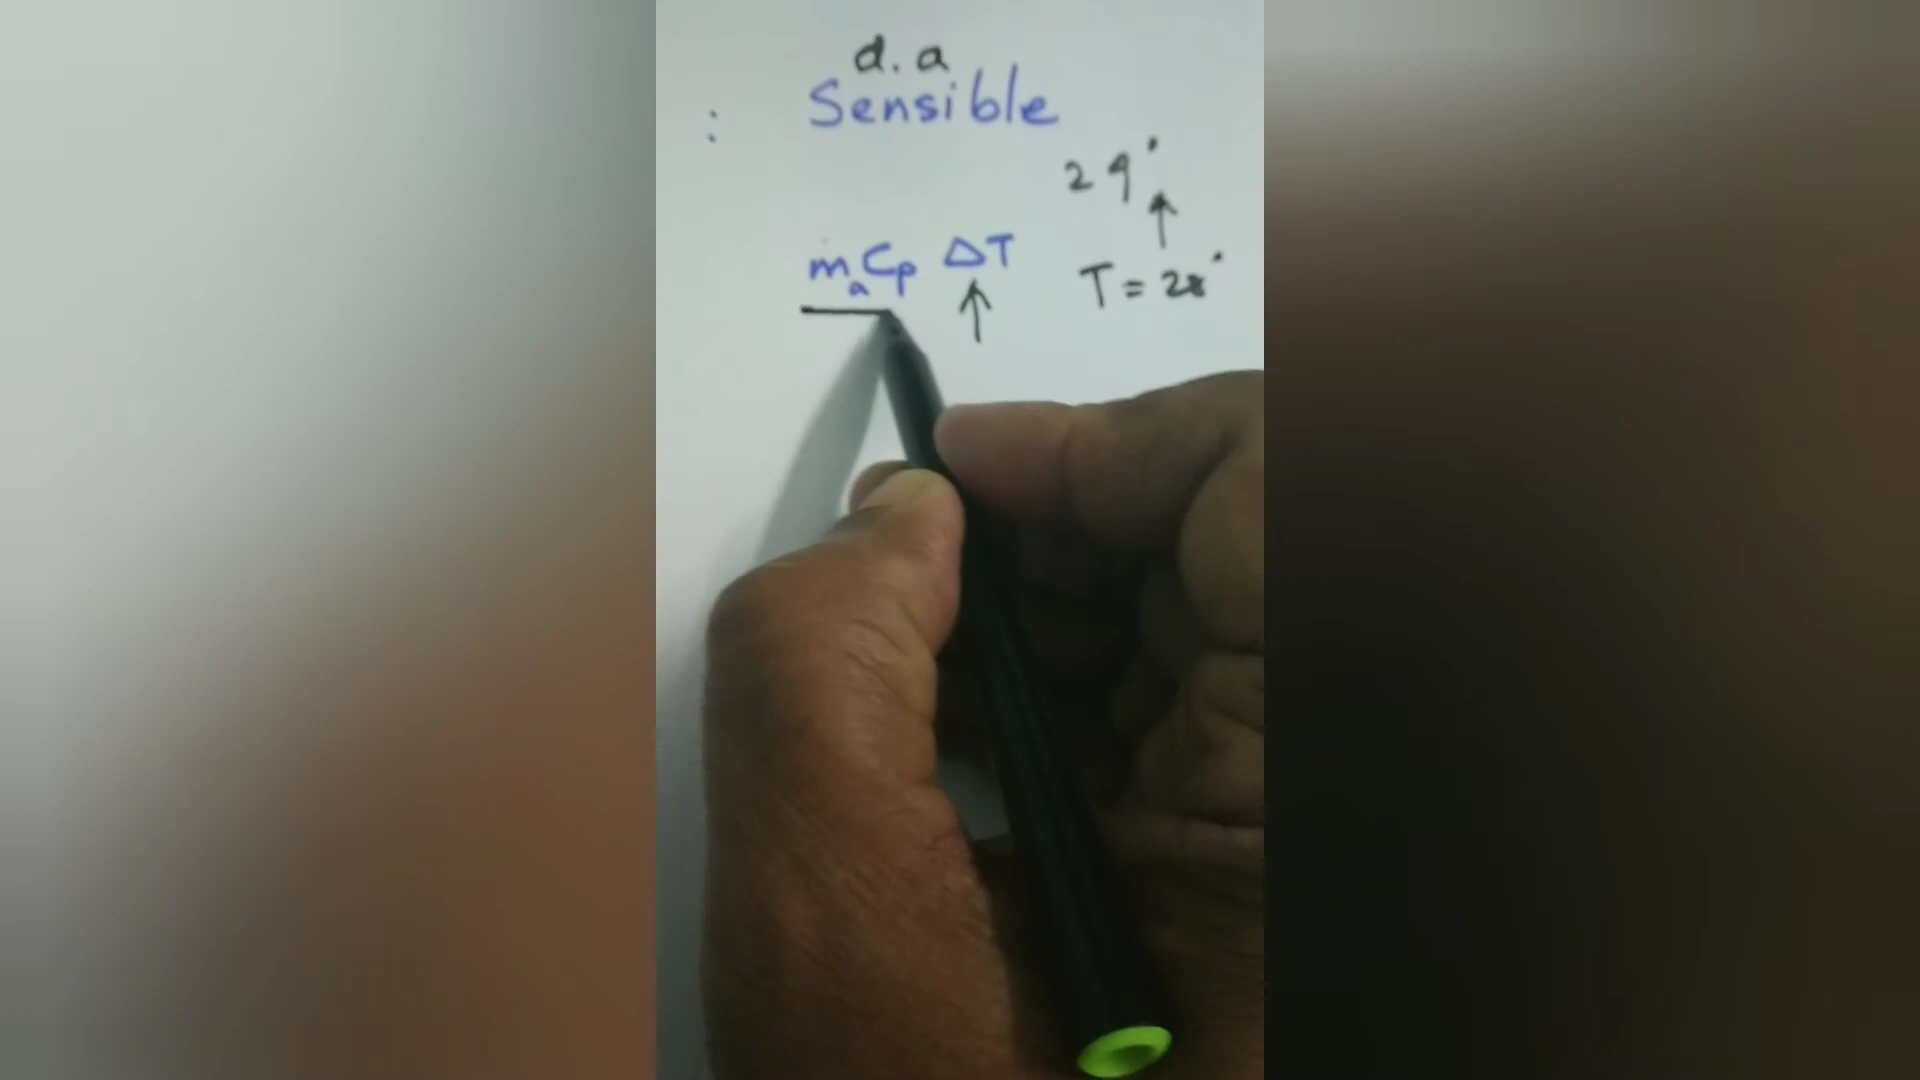 d. a
: Sensible
29°
ṁₐCp ΔT
↑
↑
T = 28°